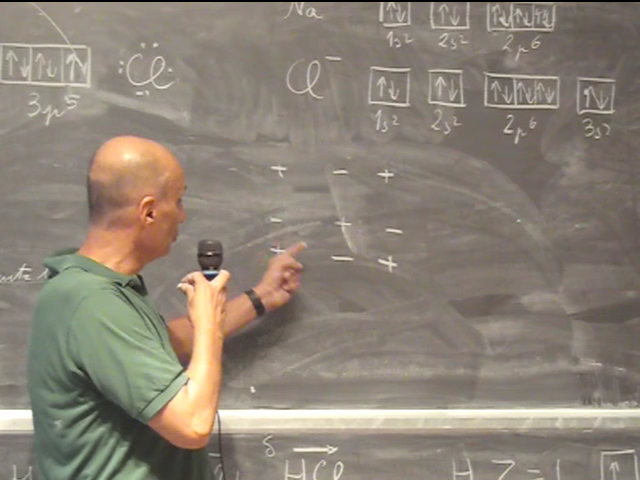 Na ↑↓ ↑↓ ↑↓ ↑↓ ↑↓
1s² 2s² 2p⁶
↑↓ ↑↓ ↑↓ Cl Cl⁻ ↑↓ ↑↓ ↑↓ ↑↓ ↑↓ ↑↓
3p⁵ 1s² 2s² 2p⁶ 3s²
+ − +
− + −
+ − +
δ →
HCl H Z=1 ↑